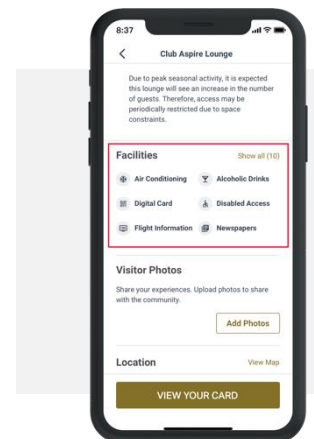 8:37
Club Aspire Lounge
Due to peak seasonal
activity, it is expected
this lounge will see an
increase in the number
of guests. Therefore,
access may be
periodically restricted
due to space
constraints.
Facilities Show all (10)
Air Conditioning Alcoholic Drinks
Digital Card Disabled Access
Flight Information Newspapers
Visitor Photos
Share your experiences. Upload photos to share
with the community.
Add Photos
Location View Map
VIEW YOUR CARD